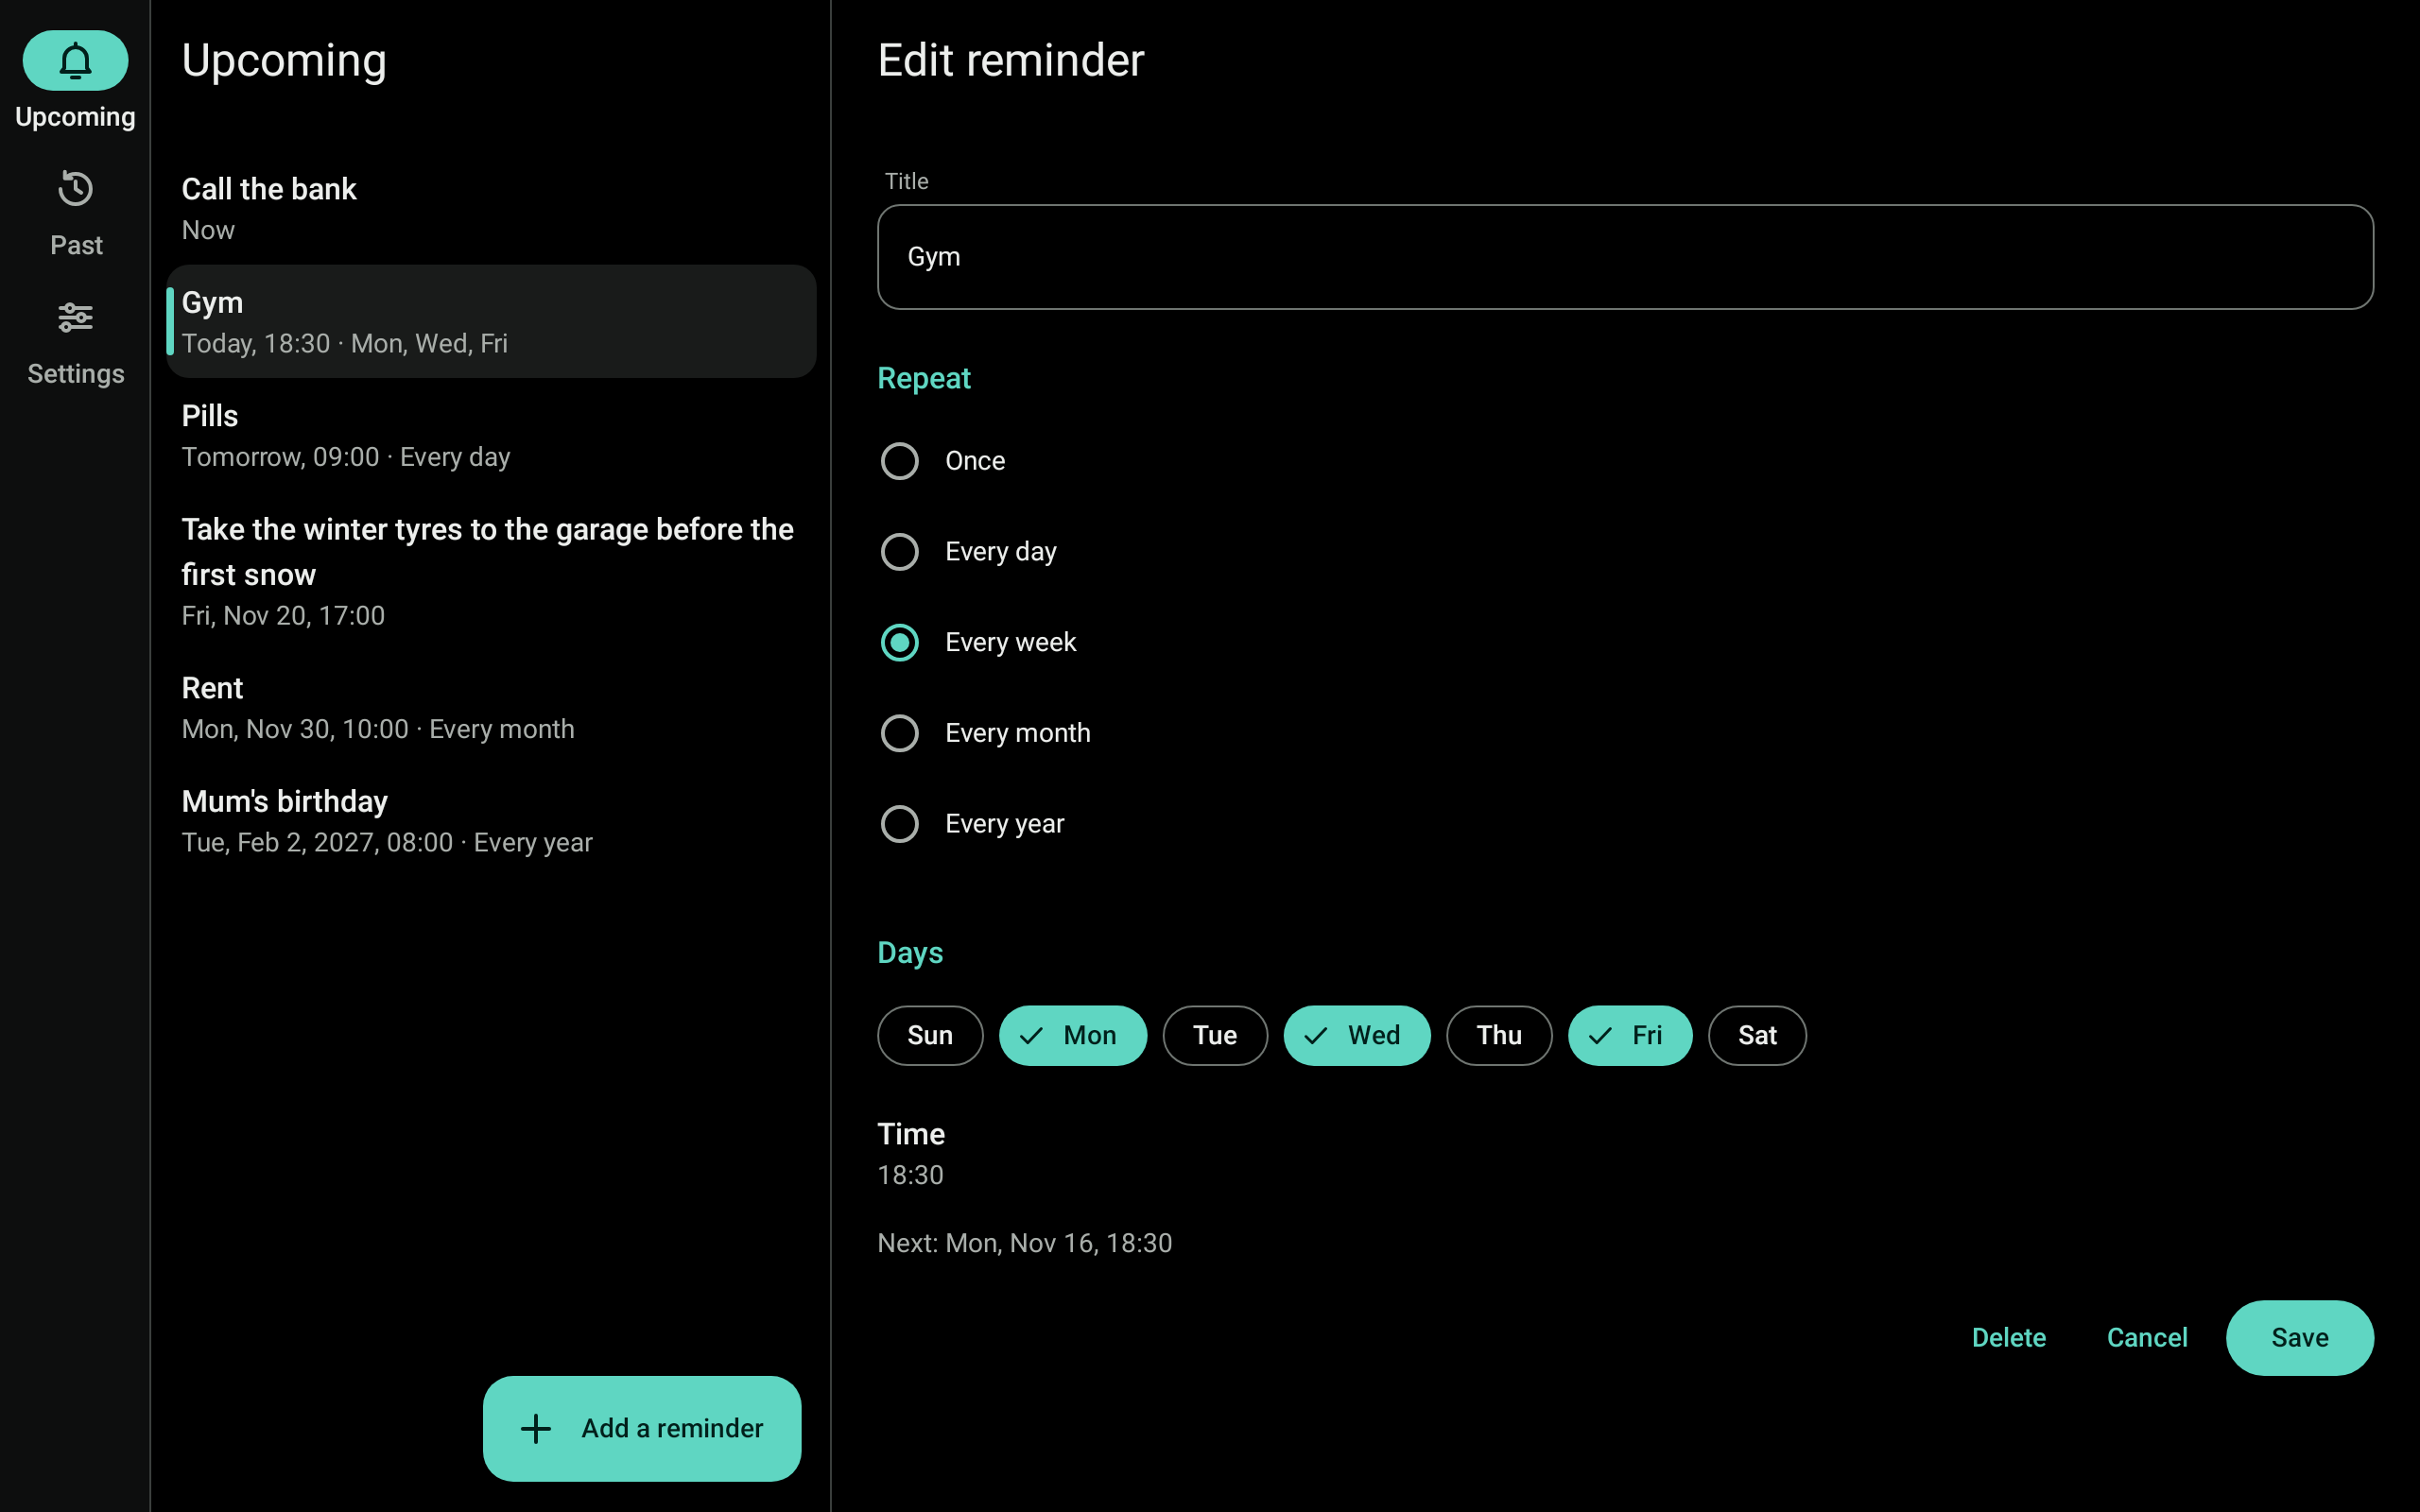 Upcoming
Past
Settings
Upcoming
Call the bank
Now
Gym
Today, 18:30 · Mon, Wed, Fri
Pills
Tomorrow, 09:00 · Every day
Take the winter tyres to the garage before the
first snow
Fri, Nov 20, 17:00
Rent
Mon, Nov 30, 10:00 · Every month
Mum's birthday
Tue, Feb 2, 2027, 08:00 · Every year
Add a reminder
Edit reminder
Title
Gym
Repeat
Once
Every day
Every week
Every month
Every year
Days
Sun Mon Tue Wed Thu Fri Sat
Time
18:30
Next: Mon, Nov 16, 18:30
Delete Cancel Save